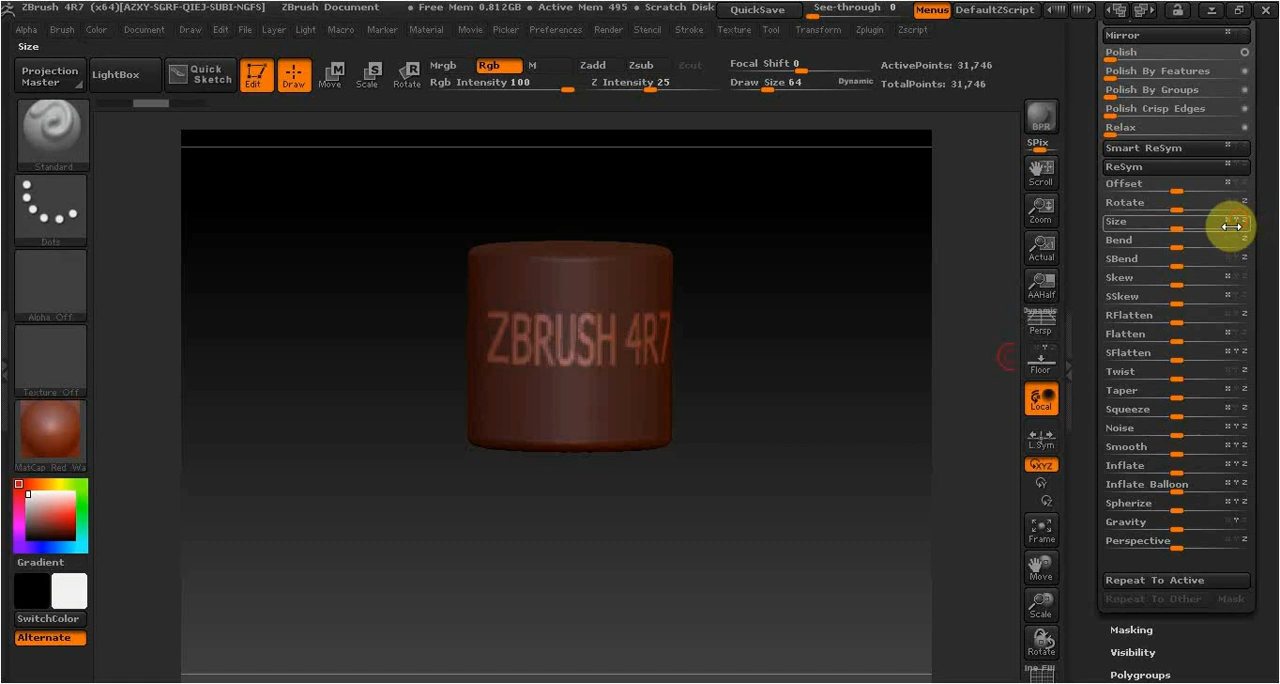 ZBrush 4R7 (x64)[AZXY-SGRF-QIEJ-SUBI-NGFS] ZBrush Document • Free Mem 0.812GB • Active Mem 495 • Scratch Disk QuickSave See-through 0 Menus DefaultZScript
Alpha Brush Color Document Draw Edit File Layer Light Macro Marker Material Movie Picker Preferences Render Stencil Stroke Texture Tool Transform Zplugin Zscript
Size
Projection Master
LightBox
Quick Sketch
Edit
Draw
Move
Scale
Rotate
Mrgb Rgb M Zadd Zsub Zcut
Rgb Intensity 100 Z Intensity 25
Focal Shift 0
Draw Size 64 Dynamic
ActivePoints: 31,746
TotalPoints: 31,746
Standard
Dots
Alpha Off
Texture Off
MatCap Red Wa
Gradient
SwitchColor
Alternate
ZBRUSH 4R7
BPR
SPix
Scroll
Zoom
Actual
AAHalf
Dynamic
Persp
Floor
Local
L.Sym
XYZ
Y
Z
Frame
Move
Scale
Rotate
Line Fill
Mirror
Polish
Polish By Features
Polish By Groups
Polish Crisp Edges
Relax
Smart ReSym
ReSym
Offset
Rotate
Size
Bend
SBend
Skew
SSkew
RFlatten
Flatten
SFlatten
Twist
Taper
Squeeze
Noise
Smooth
Inflate
Inflate Balloon
Spherize
Gravity
Perspective
Repeat To Active
Repeat To Other Mask
Masking
Visibility
Polygroups